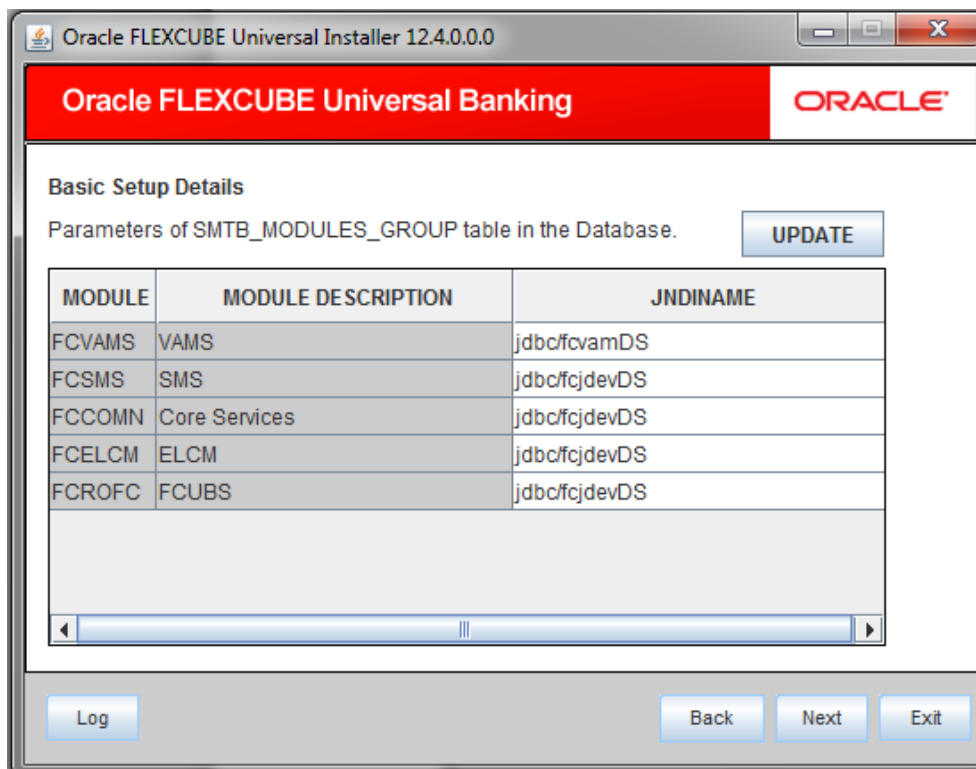 Oracle FLEXCUBE Universal Installer 12.4.0.0.0
Oracle FLEXCUBE Universal Banking
ORACLE®
Basic Setup Details
Parameters of SMTB_MODULES_GROUP table in the Database.
UPDATE
MODULE MODULE DESCRIPTION JNDINAME
FCVAMS VAMS jdbc/fcvamDS
FCSMS SMS jdbc/fcjdevDS
FCCOMN Core Services jdbc/fcjdevDS
FCELCM ELCM jdbc/fcjdevDS
FCROFC FCUBS jdbc/fcjdevDS
Log Back Next Exit